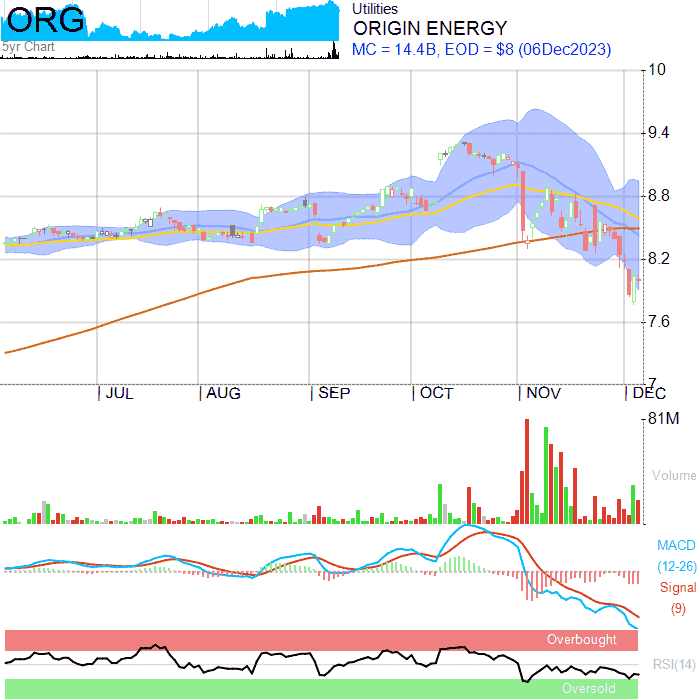 ORG
5yr Chart
Utilities
ORIGIN ENERGY
MC = 14.4B, EOD = $8 (06Dec2023)
10
9.4
8.8
8.2
7.6
7
JUL AUG SEP OCT NOV DEC
81M
Volume
MACD
(12-26)
Signal
(9)
Overbought
RSI(14)
Oversold